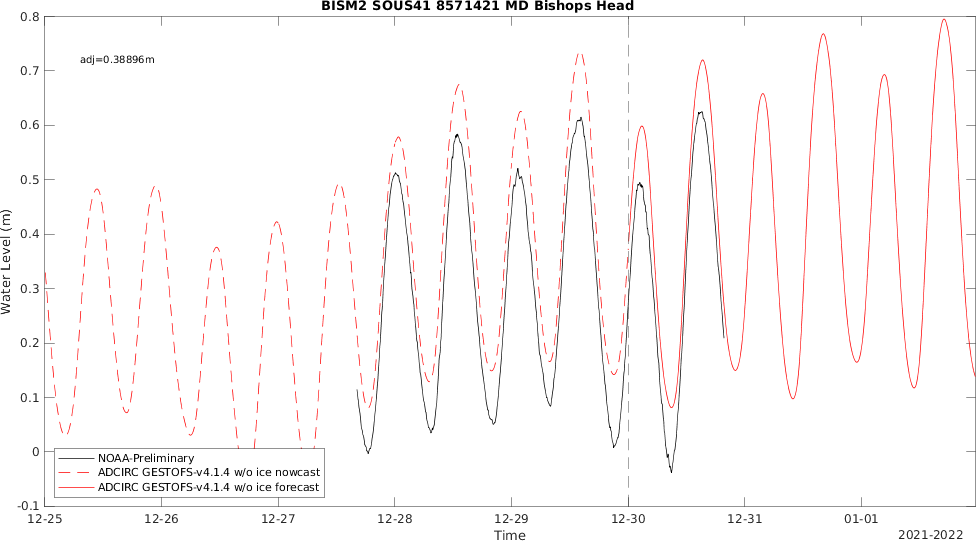 BISM2 SOUS41 8571421 MD Bishops Head
adj=0.38896m
Water Level (m)
0.8
0.7
0.6
0.5
0.4
0.3
0.2
0.1
0
-0.1
NOAA-Preliminary
ADCIRC GESTOFS-v4.1.4 w/o ice nowcast
ADCIRC GESTOFS-v4.1.4 w/o ice forecast
12-25 12-26 12-27 12-28 12-29 12-30 12-31 01-01
Time
2021-2022